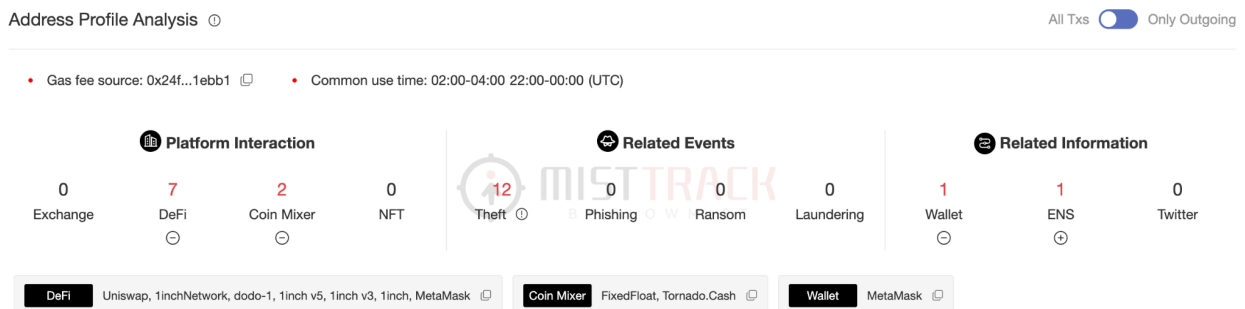 Address Profile Analysis
All Txs Only Outgoing
Gas fee source: 0x24f...1ebb1
Common use time: 02:00-04:00 22:00-00:00 (UTC)
Platform Interaction
0 7 2 0
Exchange DeFi Coin Mixer NFT
Related Events
12 0 0 0
Theft Phishing Ransom Laundering
Related Information
1 1 0
Wallet ENS Twitter
MISTTRACK
DeFi Uniswap, 1inchNetwork, dodo-1, 1inch v5, 1inch v3, 1inch, MetaMask
Coin Mixer FixedFloat, Tornado.Cash
Wallet MetaMask